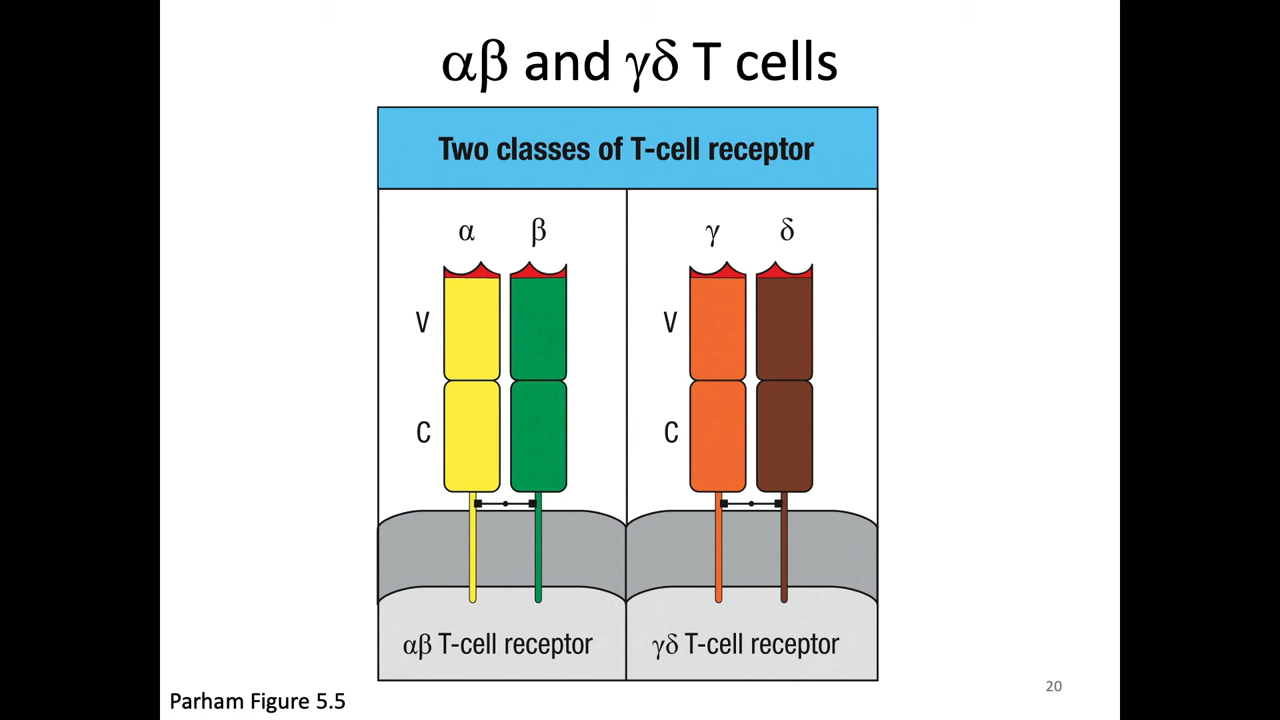 αβ and γδ T cells
Two classes of T-cell receptor
α β γ δ
V V
C C
αβ T-cell receptor γδ T-cell receptor
Parham Figure 5.5
20